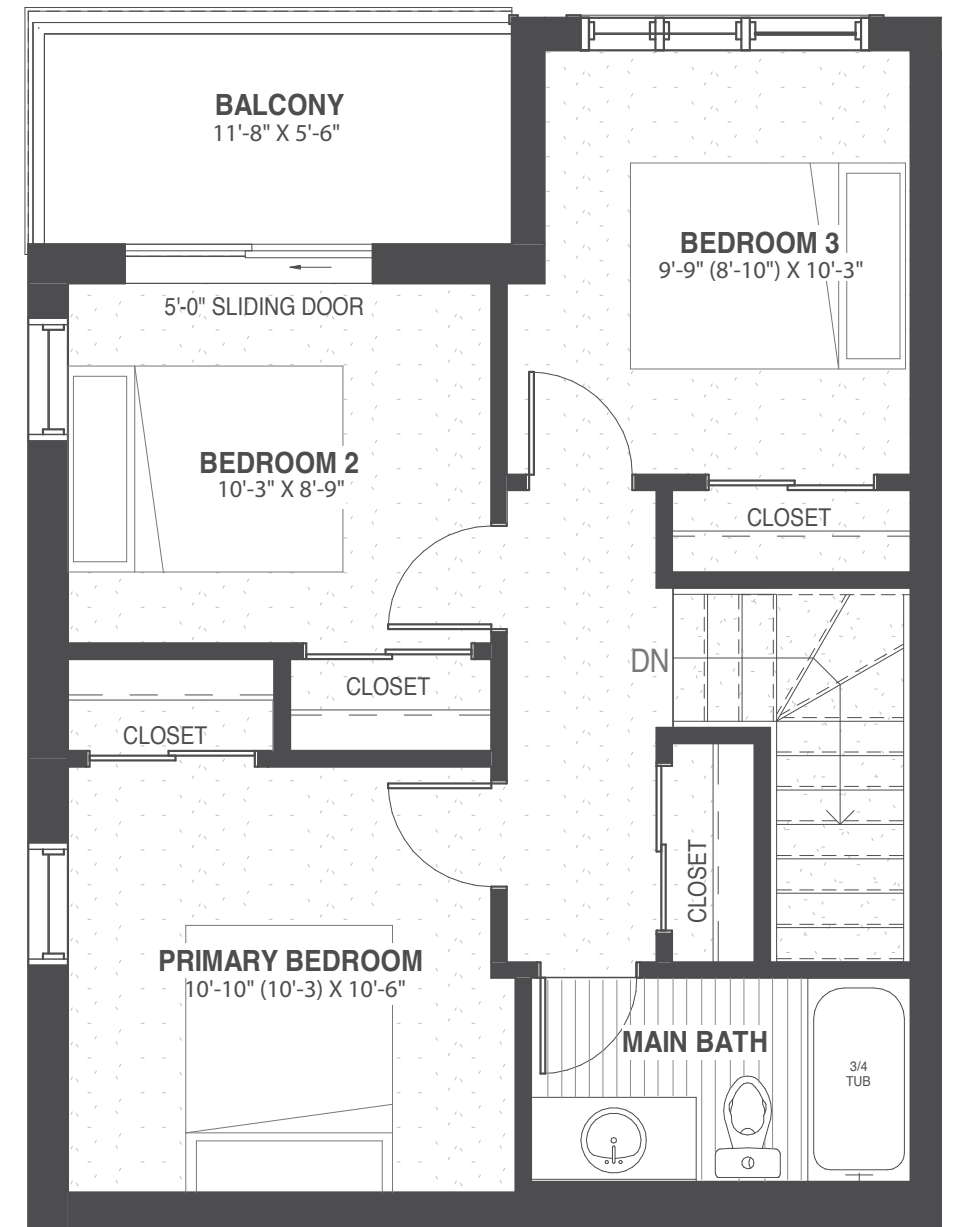 BALCONY
11'-8" X 5'-6"
BEDROOM 3
9'-9" (8'-10") X 10'-3"
5'-0" SLIDING DOOR
BEDROOM 2
10'-3" X 8'-9"
CLOSET
DN
CLOSET
CLOSET
CLOSET
PRIMARY BEDROOM
10'-10" (10'-3) X 10'-6"
MAIN BATH
3/4
TUB